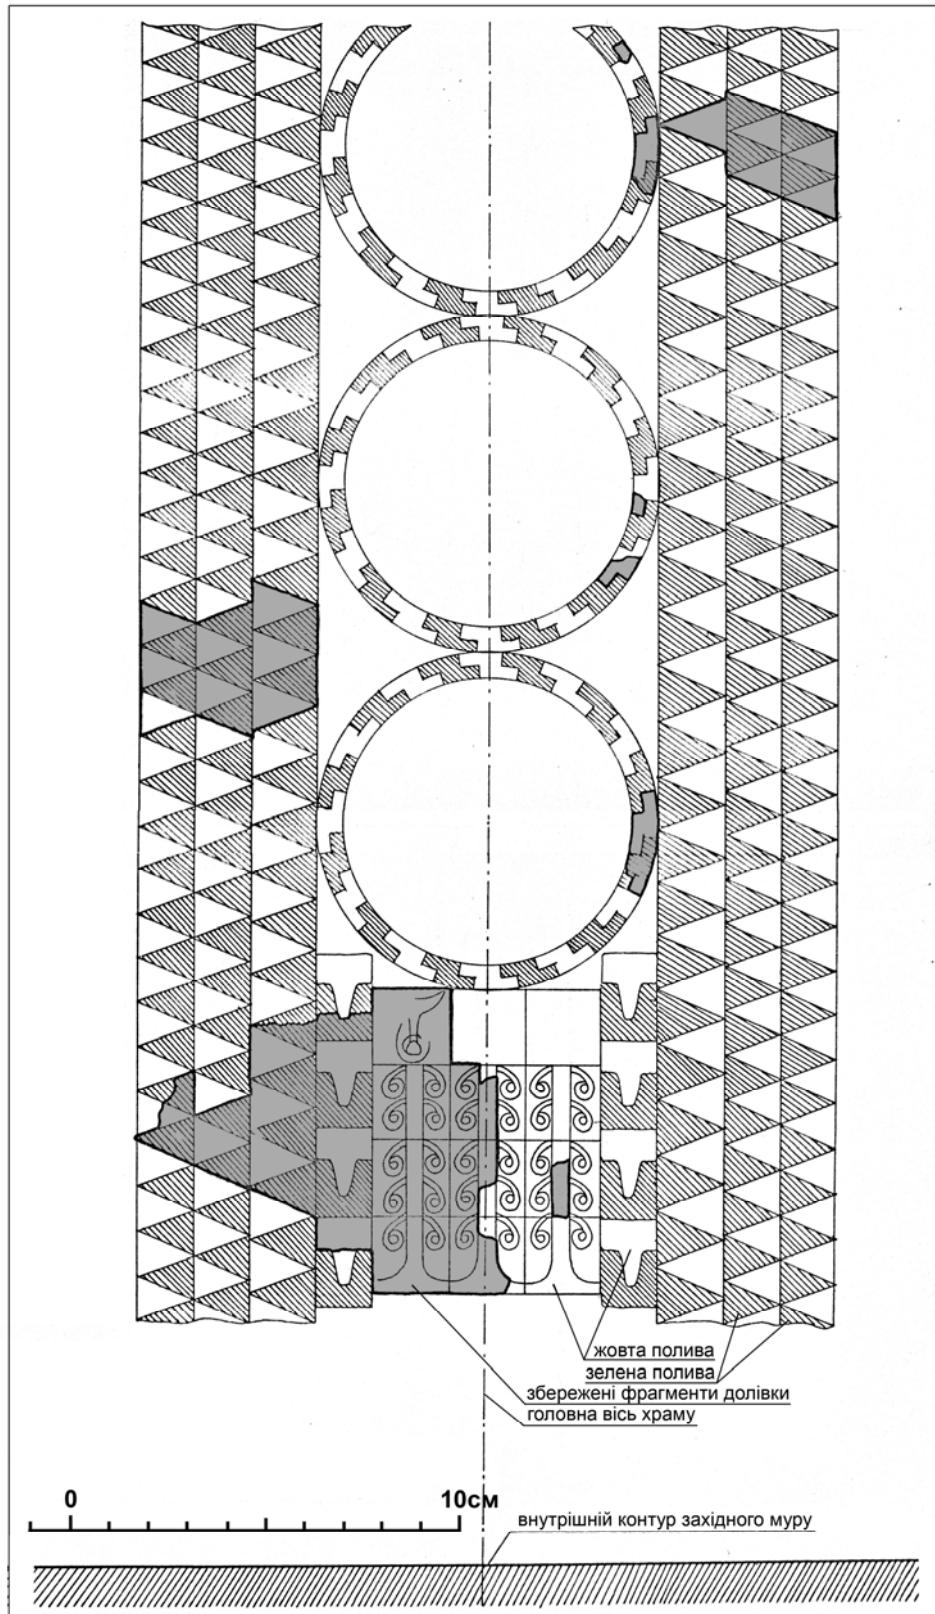 жовта полива
зелена полива
збережені фрагменти долівки
головна вісь храму
0 10см
внутрішній контур західного муру